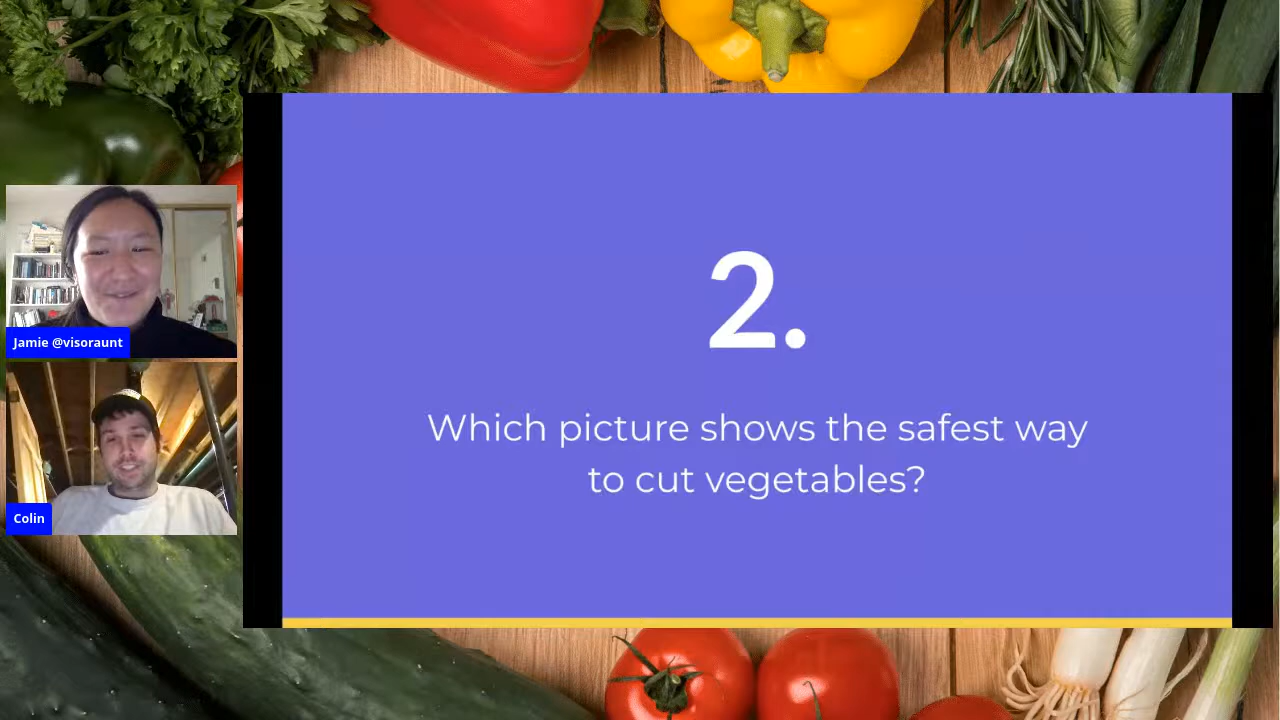 2.
Which picture shows the safest way
to cut vegetables?
Jamie @visoraunt
Colin